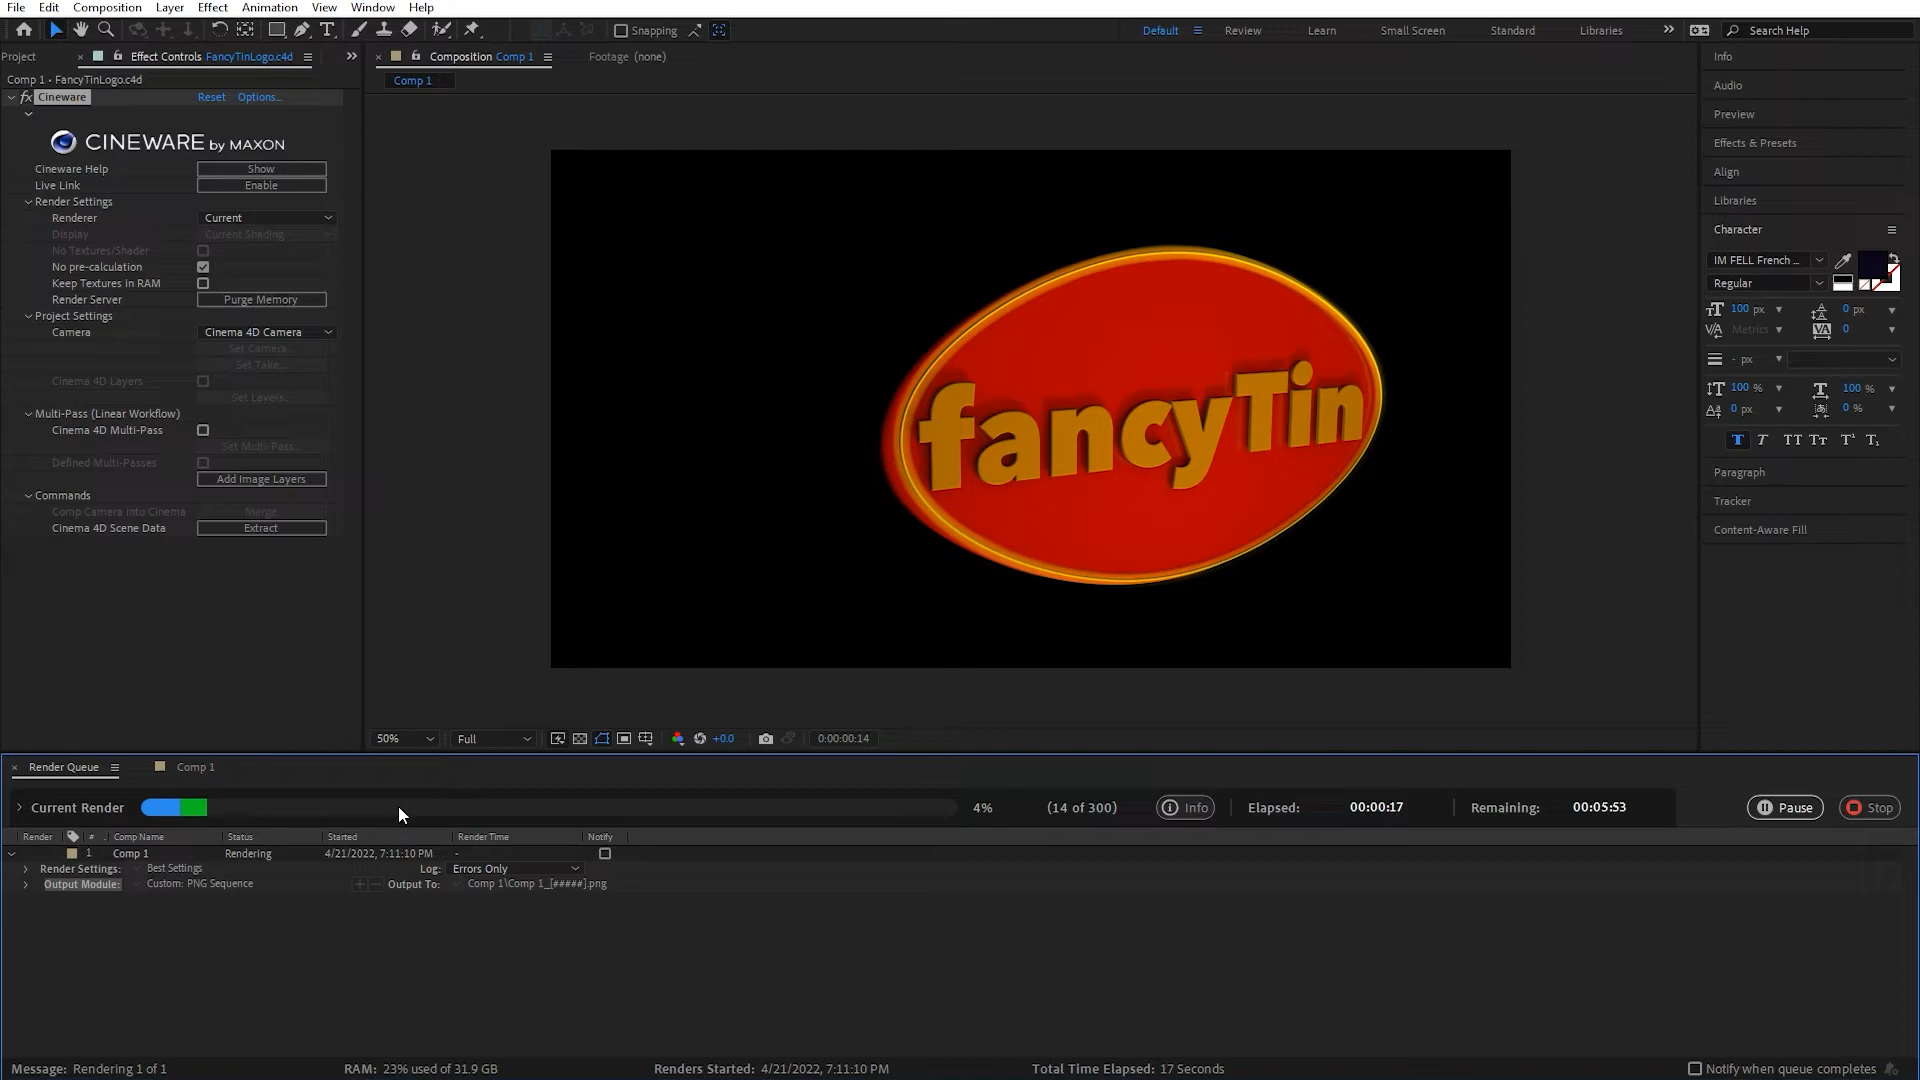 File Edit Composition Layer Effect Animation View Window Help
Snapping Default Review Learn Small Screen Standard Libraries Search Help
Project Effect Controls FancyTinLogo.c4d Composition Comp 1 Footage (none) Info
Comp 1 • FancyTinLogo.c4d Comp 1
Audio
fx Cineware Reset Options...
Preview
CINEWARE by MAXON Effects & Presets
Cineware Help Show Align
Live Link Enable
Render Settings Libraries
Renderer Current
Display Current Shading Character
No Textures/Shader
No pre-calculation IM FELL French ...
Keep Textures in RAM Regular
Render Server Purge Memory 100 px 0 px
Project Settings
Camera Cinema 4D Camera Metrics 0
Set Camera...
Set Take... - px
Cinema 4D Layers 100 % 100 %
Set Layers...
Multi-Pass (Linear Workflow) 0 px 0 %
Cinema 4D Multi-Pass T T TT Tт T¹ T₁
Set Multi-Pass...
Defined Multi-Passes
Add Image Layers Paragraph
Commands Tracker
Comp Camera into Cinema Merge
Cinema 4D Scene Data Extract Content-Aware Fill
fancyTin
50% Full +0.0 0:00:00:14
Render Queue Comp 1
Current Render 4% (14 of 300) Info Elapsed: 00:00:17 Remaining: 00:05:53 Pause Stop
Render # Comp Name Status Started Render Time Notify
1 Comp 1 Rendering 4/21/2022, 7:11:10 PM -
Render Settings: Best Settings Log: Errors Only
Output Module: Custom: PNG Sequence Output To: Comp 1\Comp 1_[#####].png
Message: Rendering 1 of 1 RAM: 23% used of 31.9 GB Renders Started: 4/21/2022, 7:11:10 PM Total Time Elapsed: 17 Seconds Notify when queue completes